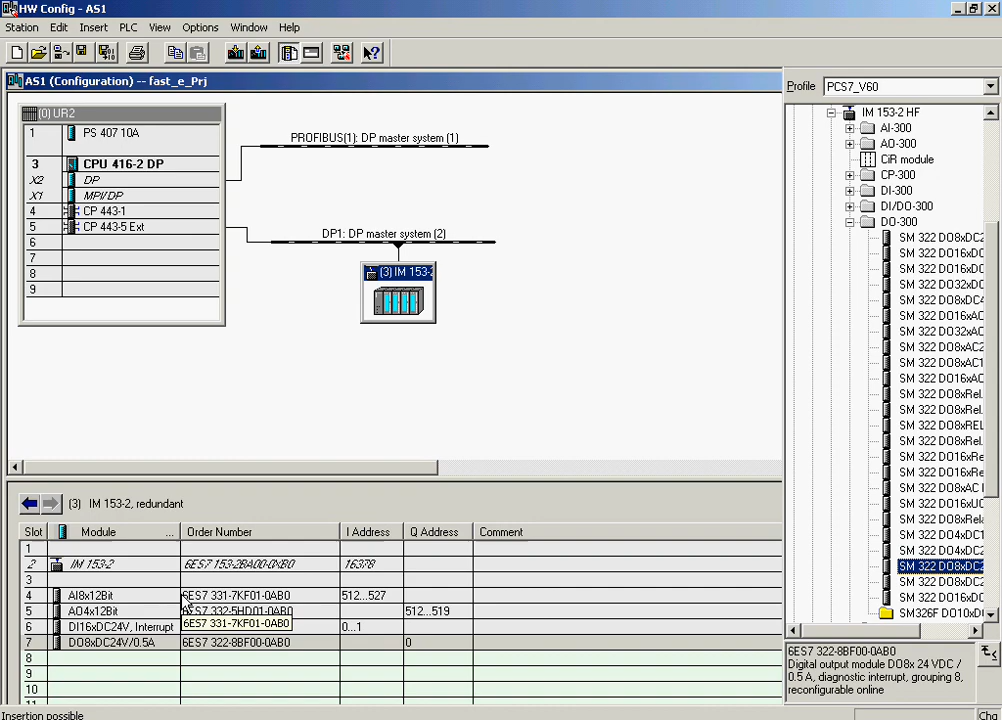 HW Config - AS1
Station Edit Insert PLC View Options Window Help
AS1 (Configuration) -- fast_e_Prj
(0) UR2
1 PS 407 10A
3 CPU 416-2 DP
X2 DP
X1 MPI/DP
4 CP 443-1
5 CP 443-5 Ext
6
7
8
9
PROFIBUS(1): DP master system (1)
DP1: DP master system (2)
(3) IM 153-2
Profile PCS7_V60
IM 153-2 HF
AI-300
AO-300
CiR module
CP-300
DI-300
DI/DO-300
DO-300
SM 322 DO8xDC2
SM 322 DO16xDC
SM 322 DO16xDC
SM 322 DO32xDC
SM 322 DO8xDC4
SM 322 DO16xAC
SM 322 DO32xAC
SM 322 DO8xAC2
SM 322 DO8xAC1
SM 322 DO16xAC
SM 322 DO8xRel.
SM 322 DO8xRel.
SM 322 DO8xREL
SM 322 DO8xRel.
SM 322 DO16xRe
SM 322 DO16xRe
SM 322 DO8xAC I
SM 322 DO16xUC
SM 322 DO8xRela
SM 322 DO4xDC1
SM 322 DO4xDC2
SM 322 DO8xDC2
SM 322 DO8xDC2
SM 322 DO16xDC
SM326F DO10xD
6ES7 322-8BF00-0AB0
Digital output module DO8x 24 VDC /
0.5 A, diagnostic interrupt, grouping 8,
reconfigurable online
(3) IM 153-2, redundant
Slot Module ... Order Number I Address Q Address Comment
1
2 IM 153-2 6ES7 153-2BA00-0XB0 16378
3
4 AI8x12Bit 6ES7 331-7KF01-0AB0 512...527
5 AO4x12Bit 6ES7 332-5HD01-0AB0 512...519
6 DI16xDC24V, Interrupt 6ES7 331-7KF01-0AB0 0...1
7 DO8xDC24V/0.5A 6ES7 322-8BF00-0AB0 0
8
9
10
Insertion possible
Chg